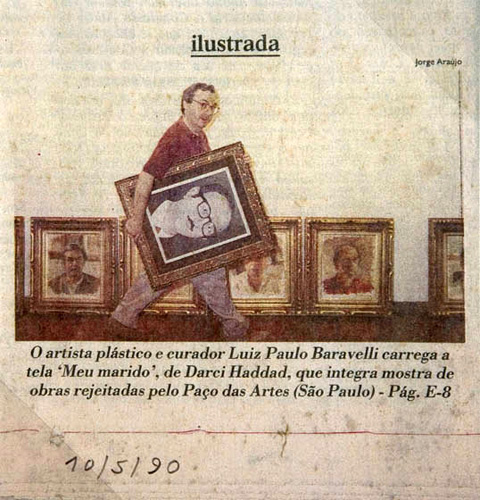 ilustrada
Jorge Araújo
O artista plástico e curador Luiz Paulo Baravelli carrega a
tela ‘Meu marido’, de Darci Haddad, que integra mostra de
obras rejeitadas pelo Paço das Artes (São Paulo) - Pág. E-8
10/5/90